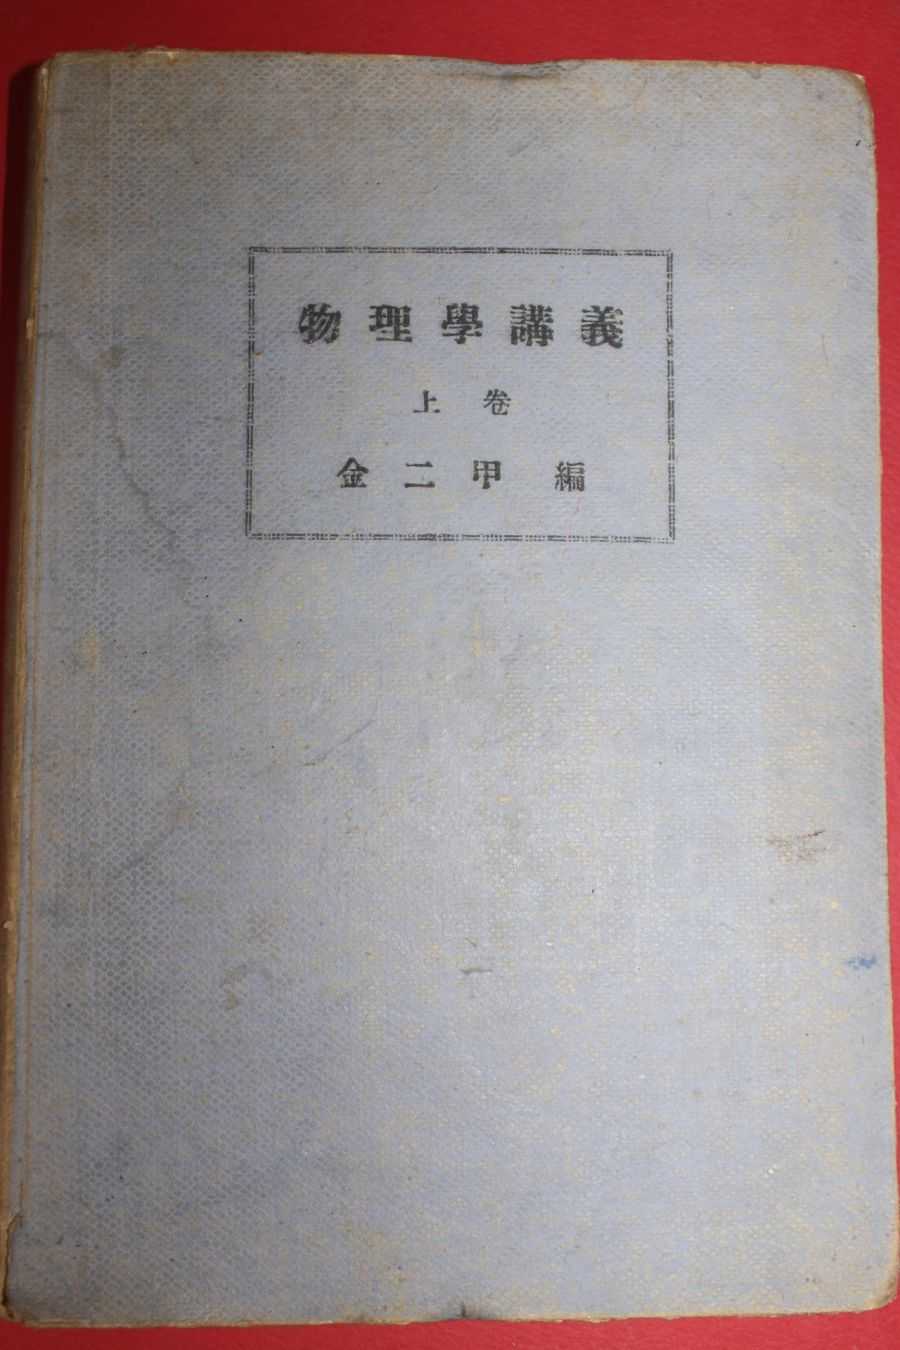 物理學講義
上卷
金二甲 編